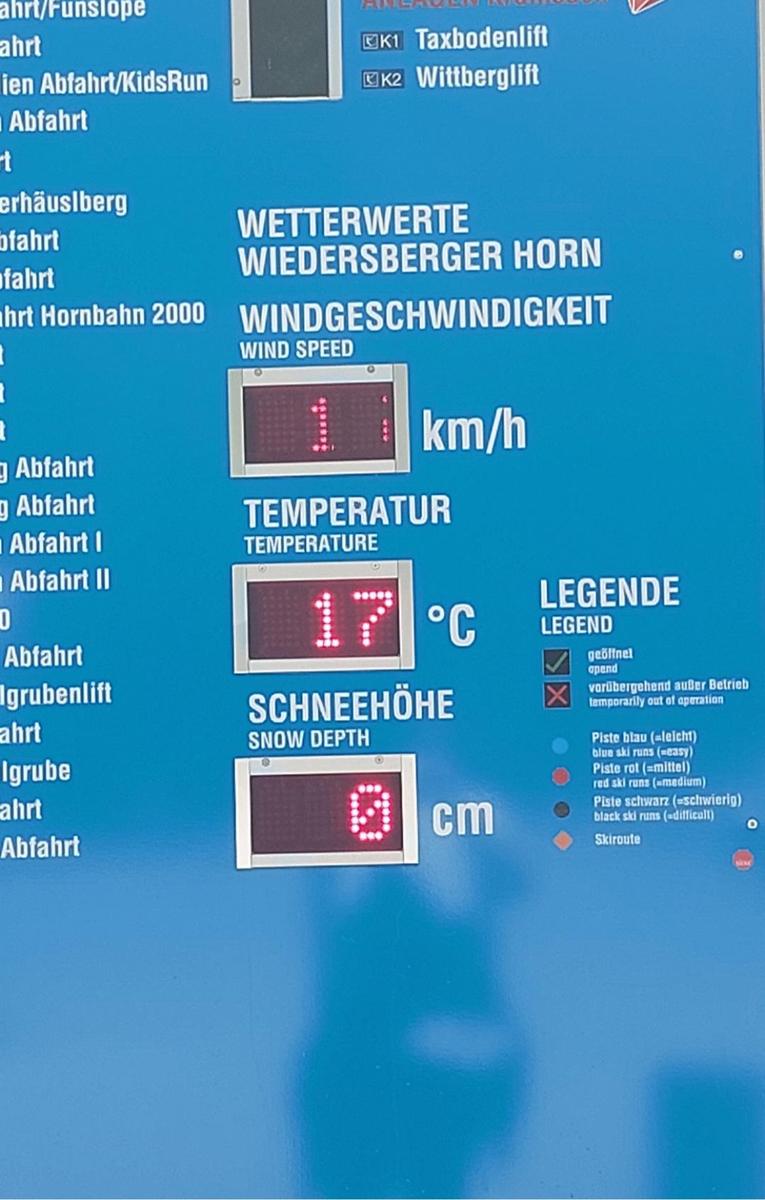 ahrt/Funslope
ahrt
ien Abfahrt/KidsRun
Abfahrt
rt
erhäuslberg
bfahrt
fahrt
ahrt Hornbahn 2000
t
t
t
g Abfahrt
g Abfahrt
Abfahrt I
Abfahrt II
0
Abfahrt
lgrubenlift
ahrt
lgrube
ahrt
Abfahrt
K1 Taxbodenlift
K2 Wittberglift
WETTERWERTE
WIEDERSBERGER HORN
WINDGESCHWINDIGKEIT
WIND SPEED
1 km/h
TEMPERATUR
TEMPERATURE
17 °C
SCHNEEHÖHE
SNOW DEPTH
0 cm
LEGENDE
LEGEND
geöffnet
opend
vorübergehend außer Betrieb
temporarily out of operation
Piste blau (=leicht)
blue ski runs (=easy)
Piste rot (=mittel)
red ski runs (=medium)
Piste schwarz (=schwierig)
black ski runs (=difficult)
Skiroute